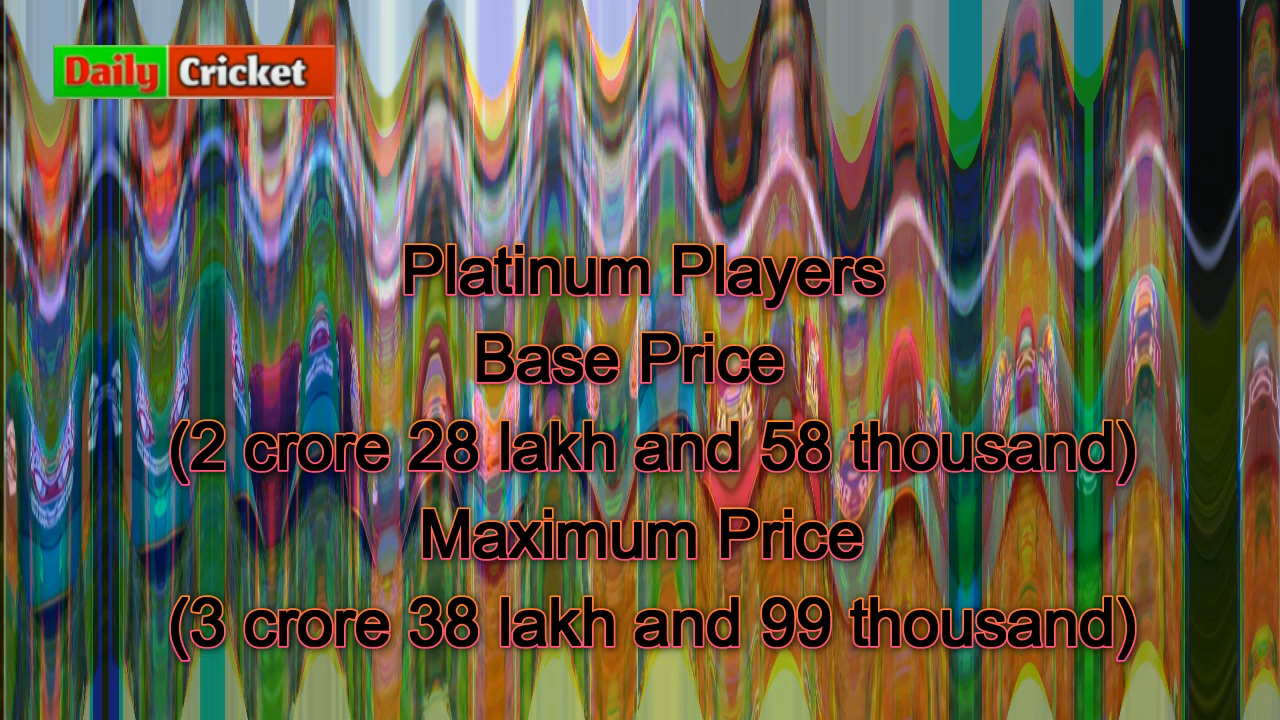 Daily Cricket
Platinum Players
Base Price
(2 crore 28 lakh and 58 thousand)
Maximum Price
(3 crore 38 lakh and 99 thousand)